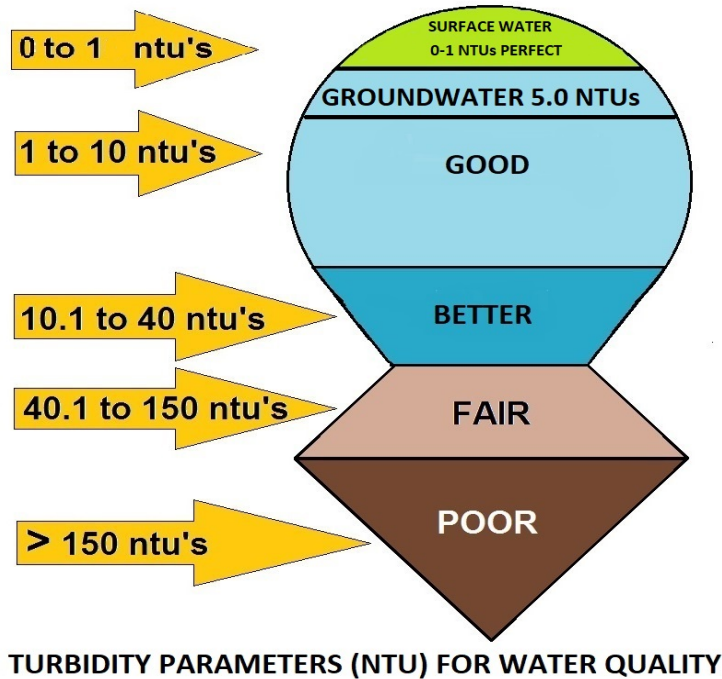 0 to 1 ntu's
SURFACE WATER
0-1 NTUs PERFECT
GROUNDWATER 5.0 NTUs
1 to 10 ntu's
GOOD
10.1 to 40 ntu's
BETTER
40.1 to 150 ntu's
FAIR
> 150 ntu's
POOR
TURBIDITY PARAMETERS (NTU) FOR WATER QUALITY